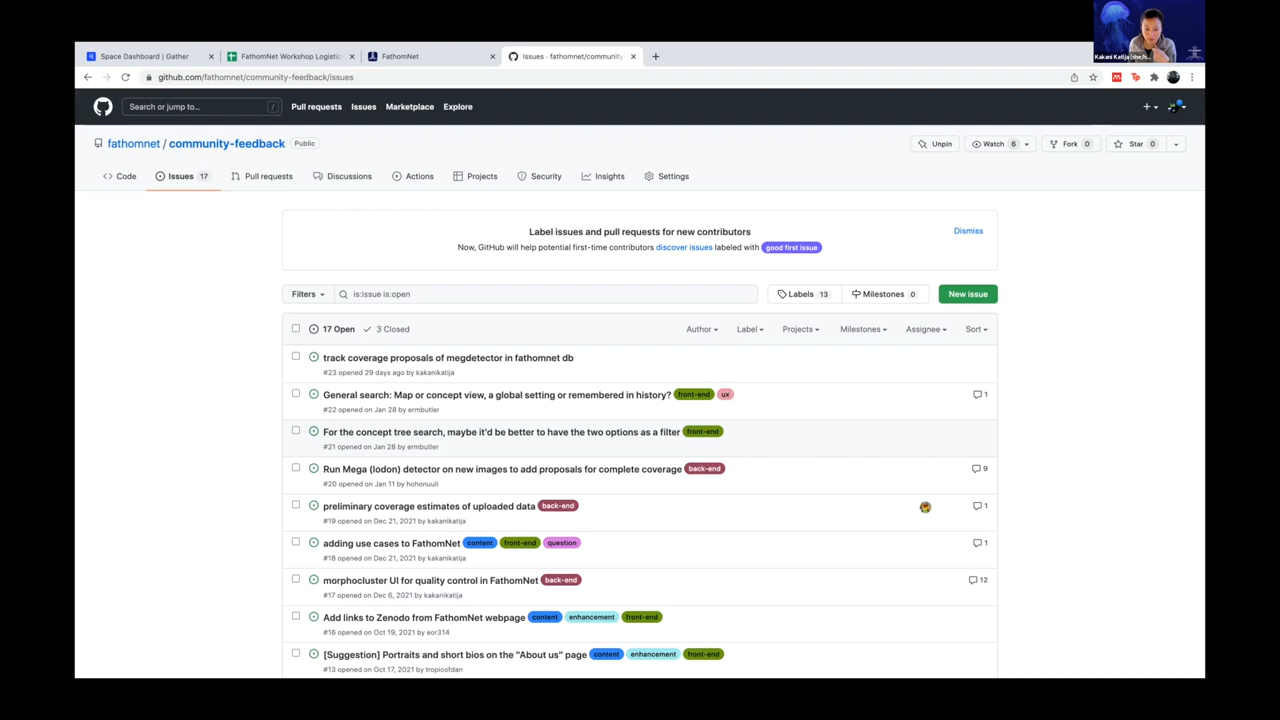 Kakani Katija (she/h...
Space Dashboard | Gather
FathomNet Workshop Logistic
FathomNet
Issues · fathomnet/community
github.com/fathomnet/community-feedback/issues
Search or jump to...
/
Pull requests
Issues
Marketplace
Explore
fathomnet / community-feedback
Public
Unpin
Watch 6
Fork 0
Star 0
Code
Issues 17
Pull requests
Discussions
Actions
Projects
Security
Insights
Settings
Label issues and pull requests for new contributors
Dismiss
Now, GitHub will help potential first-time contributors discover issues labeled with good first issue
Filters
is:issue is:open
Labels 13
Milestones 0
New issue
17 Open
3 Closed
Author
Label
Projects
Milestones
Assignee
Sort
track coverage proposals of megdetector in fathomnet db
#23 opened 29 days ago by kakanikatija
General search: Map or concept view, a global setting or remembered in history? front-end ux
1
#22 opened on Jan 28 by ermbutler
For the concept tree search, maybe it'd be better to have the two options as a filter front-end
#21 opened on Jan 28 by ermbutler
Run Mega (lodon) detector on new images to add proposals for complete coverage back-end
9
#20 opened on Jan 11 by hohonuuli
preliminary coverage estimates of uploaded data back-end
1
#19 opened on Dec 21, 2021 by kakanikatija
adding use cases to FathomNet content front-end question
1
#18 opened on Dec 21, 2021 by kakanikatija
morphocluster UI for quality control in FathomNet back-end
12
#17 opened on Dec 6, 2021 by kakanikatija
Add links to Zenodo from FathomNet webpage content enhancement front-end
#16 opened on Oct 19, 2021 by eor314
[Suggestion] Portraits and short bios on the "About us" page content enhancement front-end
#13 opened on Oct 17, 2021 by tropicofdan